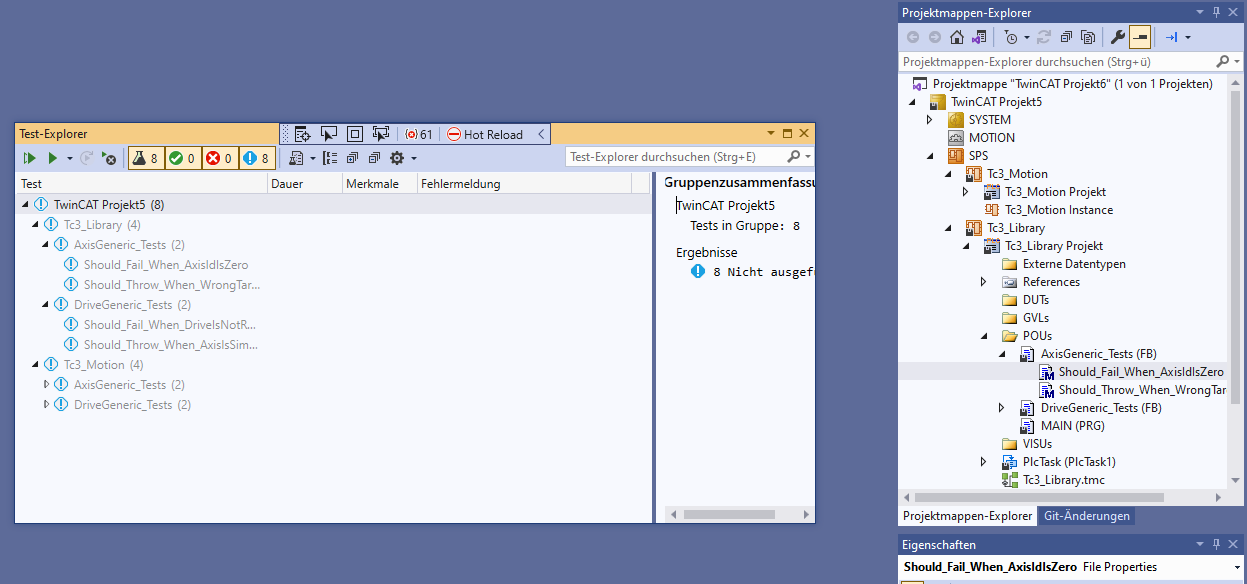 Test-Explorer
61
Hot Reload
8
0
0
8
Test-Explorer durchsuchen (Strg+E)
Test
Dauer
Merkmale
Fehlermeldung
TwinCAT Projekt5 (8)
Tc3_Library (4)
AxisGeneric_Tests (2)
Should_Fail_When_AxisIdIsZero
Should_Throw_When_WrongTar...
DriveGeneric_Tests (2)
Should_Fail_When_DriveIsNotR...
Should_Throw_When_AxisIsSim...
Tc3_Motion (4)
AxisGeneric_Tests (2)
DriveGeneric_Tests (2)
Gruppenzusammenfassu
TwinCAT Projekt5
Tests in Gruppe: 8
Ergebnisse
8 Nicht ausgef
Projektmappen-Explorer
Projektmappen-Explorer durchsuchen (Strg+ü)
Projektmappe "TwinCAT Projekt6" (1 von 1 Projekten)
TwinCAT Projekt5
SYSTEM
MOTION
SPS
Tc3_Motion
Tc3_Motion Projekt
Tc3_Motion Instance
Tc3_Library
Tc3_Library Projekt
Externe Datentypen
References
DUTs
GVLs
POUs
AxisGeneric_Tests (FB)
Should_Fail_When_AxisIdIsZero
Should_Throw_When_WrongTar
DriveGeneric_Tests (FB)
MAIN (PRG)
VISUs
PlcTask (PlcTask1)
Tc3_Library.tmc
Projektmappen-Explorer
Git-Änderungen
Eigenschaften
Should_Fail_When_AxisIdIsZero File Properties